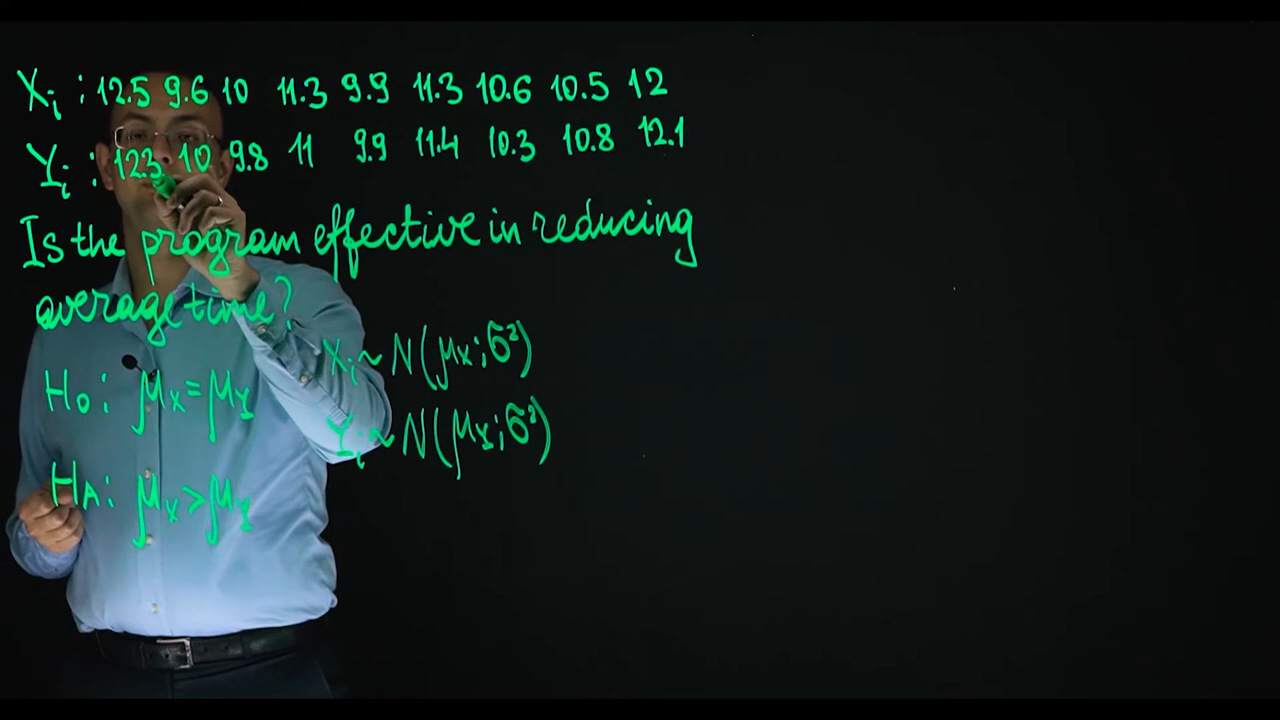 Xi : 12.5 9.6 10 11.3 9.9 11.3 10.6 10.5 12
Yi : 12.3 10 9.8 11 9.9 11.4 10.3 10.8 12.1
Is the program effective in reducing
average time?
H0: μX = μY
Xi ~ N(μX; σ²)
Yi ~ N(μY; σ²)
HA: μX > μY